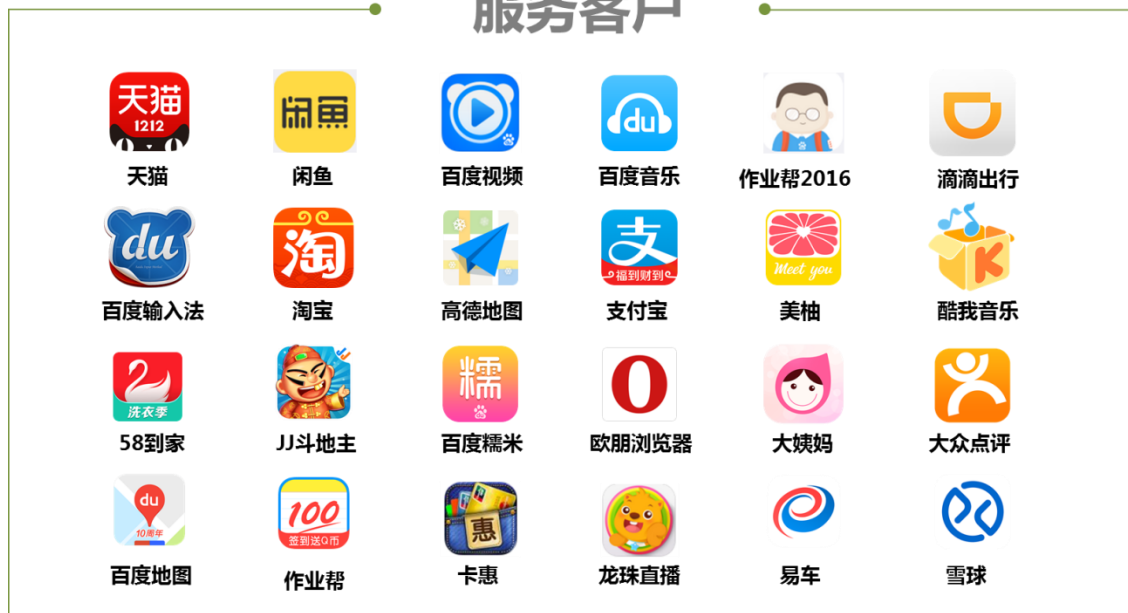 服务客户
天猫
1212
闲鱼
du
天猫 闲鱼 百度视频 百度音乐 作业帮2016 滴滴出行
du
淘
支
福到财到
Meet you
K
百度输入法 淘宝 高德地图 支付宝 美柚 酷我音乐
洗衣季
JJ
糯
O
58到家 JJ斗地主 百度糯米 欧朋浏览器 大姨妈 大众点评
du
10周年
100
签到送Q币
惠
百度地图 作业帮 卡惠 龙珠直播 易车 雪球